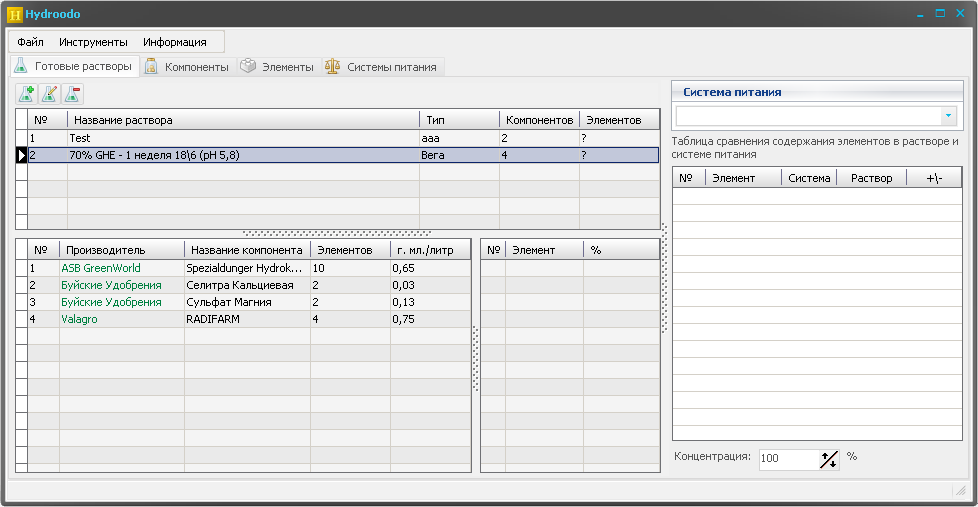 H Hydroodo
Файл Инструменты Информация
Готовые растворы Компоненты Элементы Системы питания
№ Название раствора Тип Компонентов Элементов
1 Test aaa 2 ?
2 70% GHE - 1 неделя 18\6 (pH 5,8) Вега 4 ?
№ Производитель Название компонента Элементов г. мл./литр
1 ASB GreenWorld Spezialdunger Hydrok... 10 0,65
2 Буйские Удобрения Селитра Кальциевая 2 0,03
3 Буйские Удобрения Сульфат Магния 2 0,13
4 Valagro RADIFARM 4 0,75
№ Элемент %
Система питания
Таблица сравнения содержания элементов в растворе и
системе питания
№ Элемент Система Раствор +\-
Концентрация: 100 %